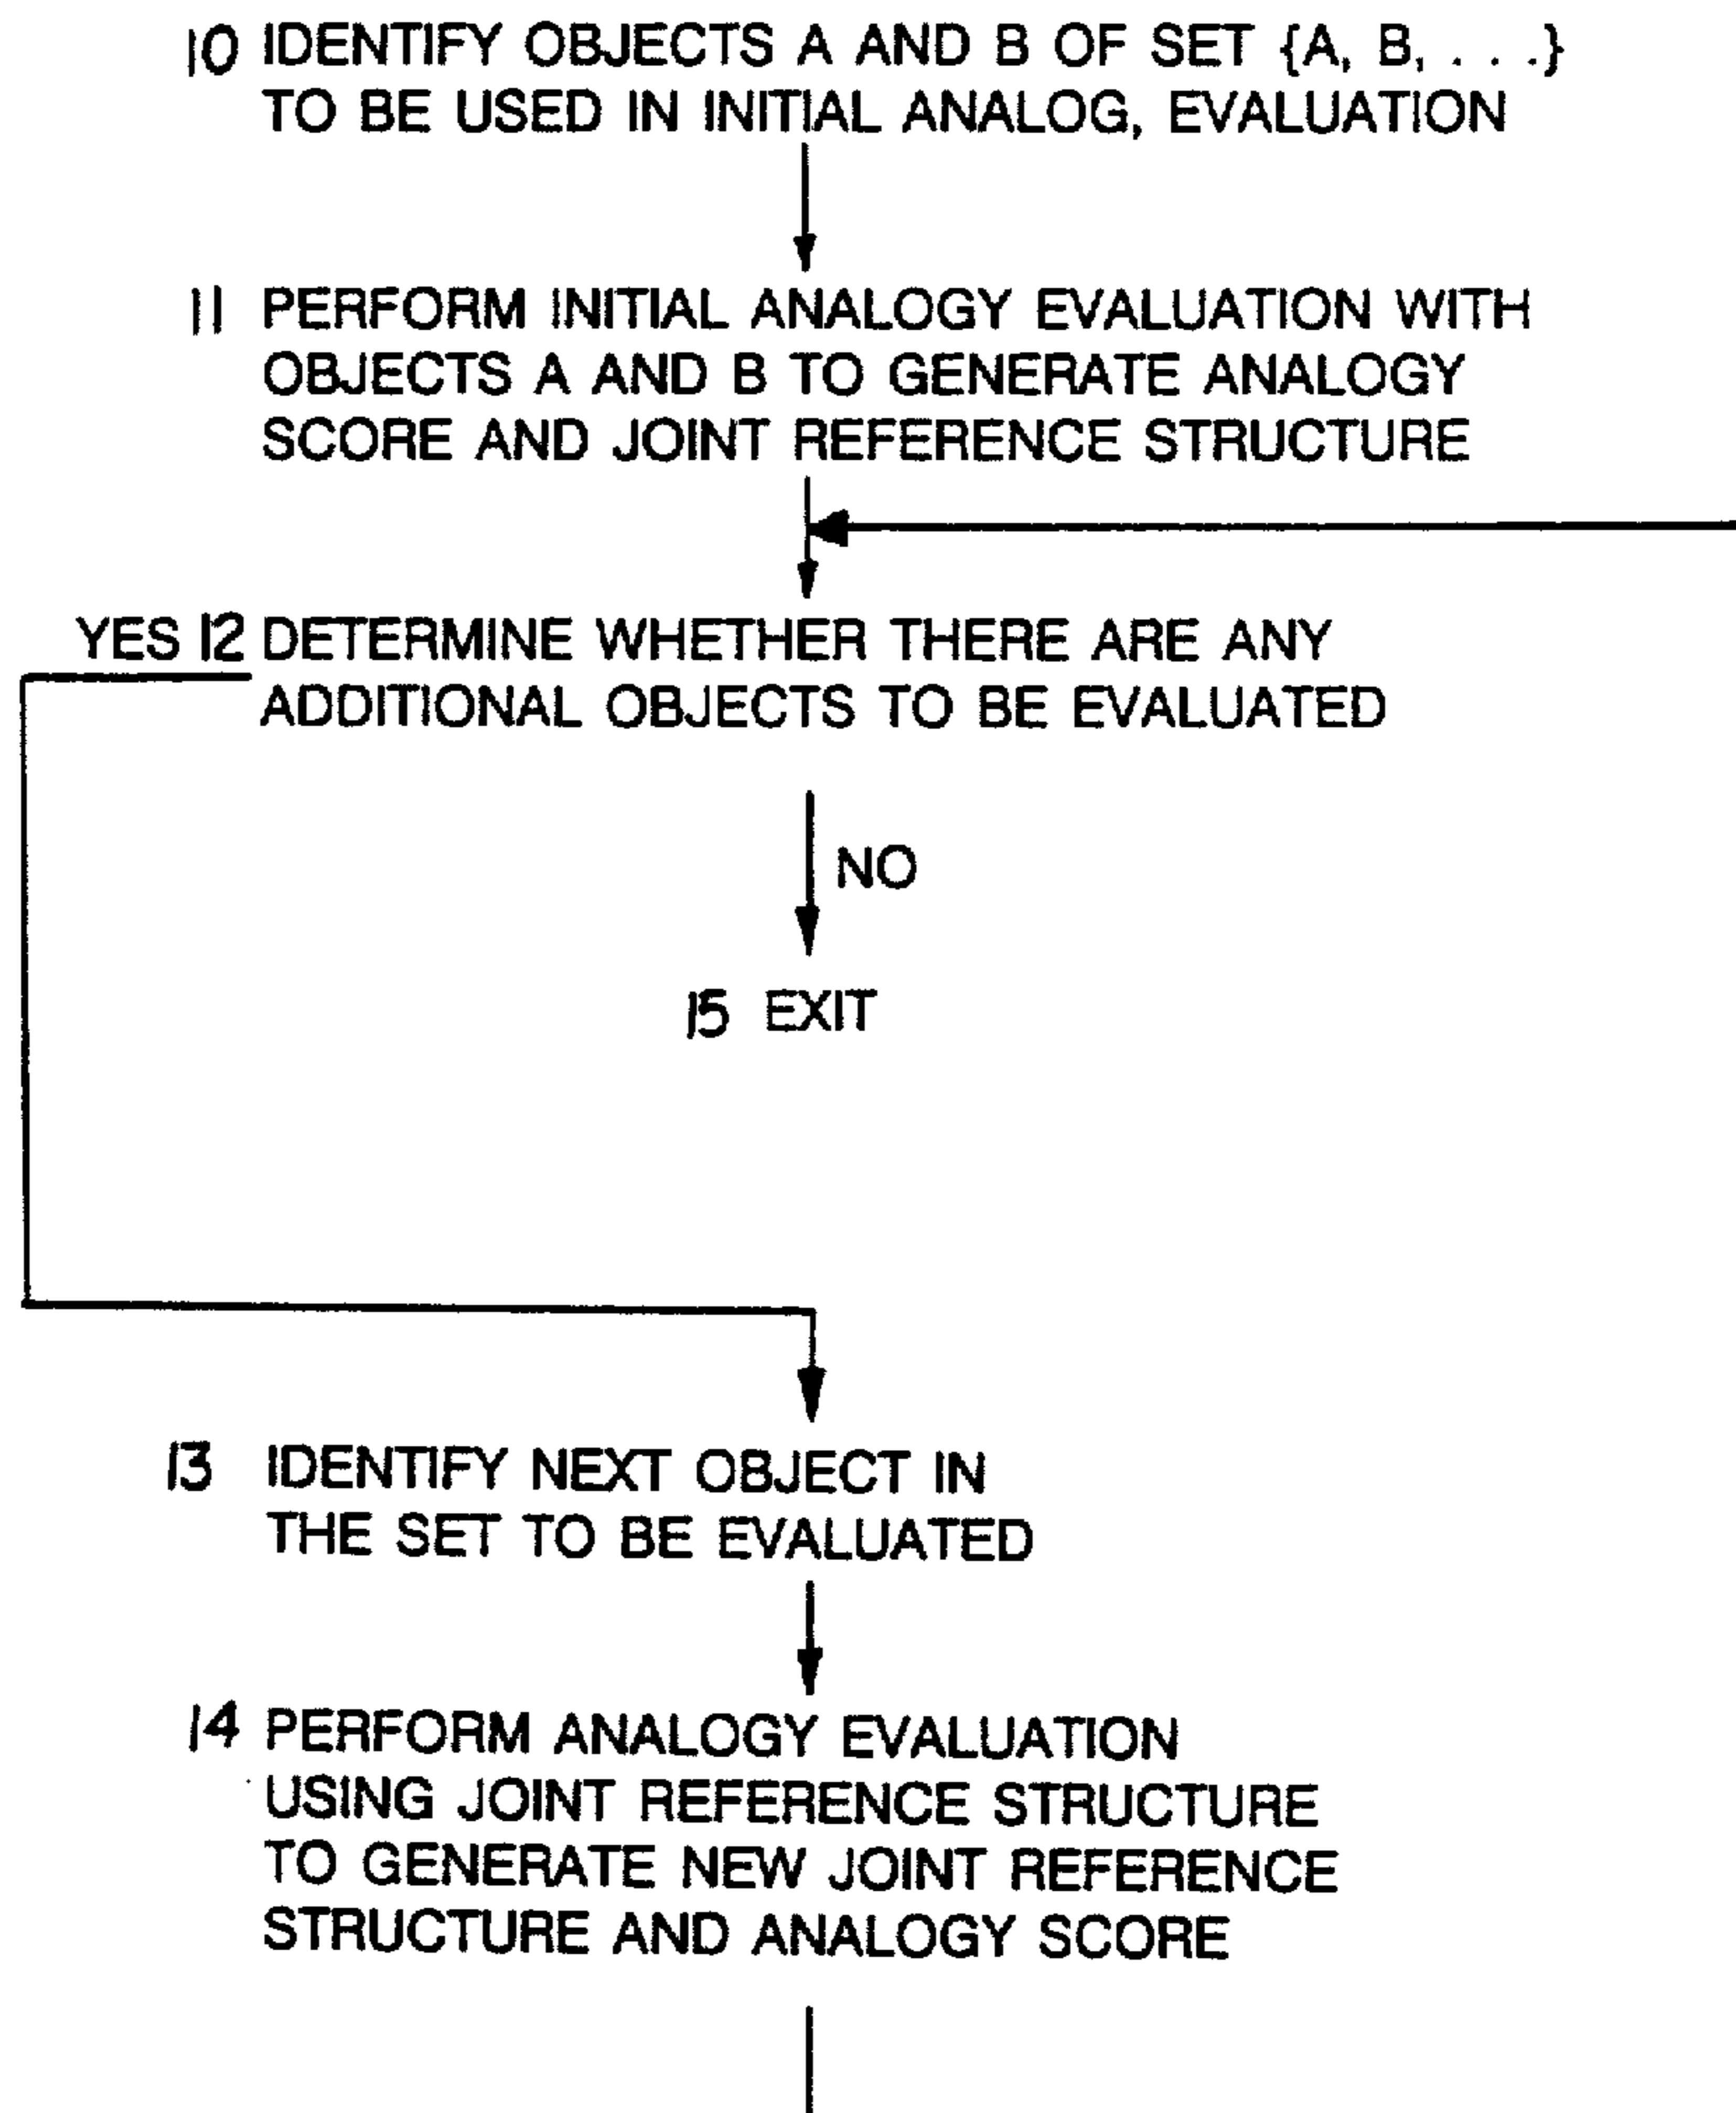 10 IDENTIFY OBJECTS A AND B OF SET {A, B, . . .}
TO BE USED IN INITIAL ANALOG, EVALUATION
11 PERFORM INITIAL ANALOGY EVALUATION WITH
OBJECTS A AND B TO GENERATE ANALOGY
SCORE AND JOINT REFERENCE STRUCTURE
YES 12 DETERMINE WHETHER THERE ARE ANY
ADDITIONAL OBJECTS TO BE EVALUATED
NO
15 EXIT
13 IDENTIFY NEXT OBJECT IN
THE SET TO BE EVALUATED
14 PERFORM ANALOGY EVALUATION
USING JOINT REFERENCE STRUCTURE
TO GENERATE NEW JOINT REFERENCE
STRUCTURE AND ANALOGY SCORE